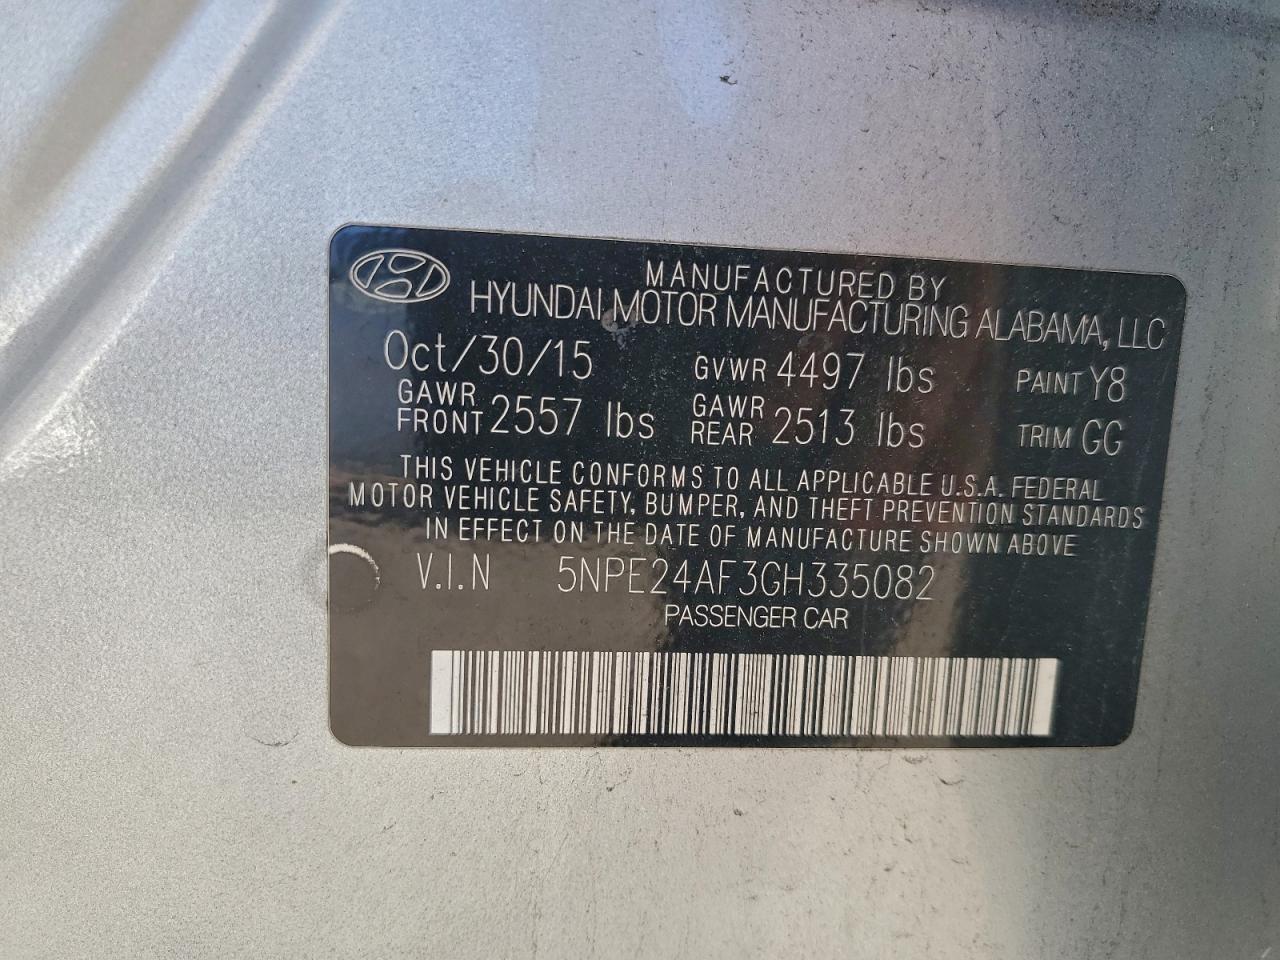 MANUFACTURED BY
HYUNDAI MOTOR MANUFACTURING ALABAMA, LLC
Oct/30/15 GVWR 4497 lbs PAINT Y8
GAWR FRONT 2557 lbs GAWR REAR 2513 lbs TRIM GG
THIS VEHICLE CONFORMS TO ALL APPLICABLE U.S.A. FEDERAL
MOTOR VEHICLE SAFETY, BUMPER, AND THEFT PREVENTION STANDARDS
IN EFFECT ON THE DATE OF MANUFACTURE SHOWN ABOVE
V.I.N 5NPE24AF3GH335082
PASSENGER CAR